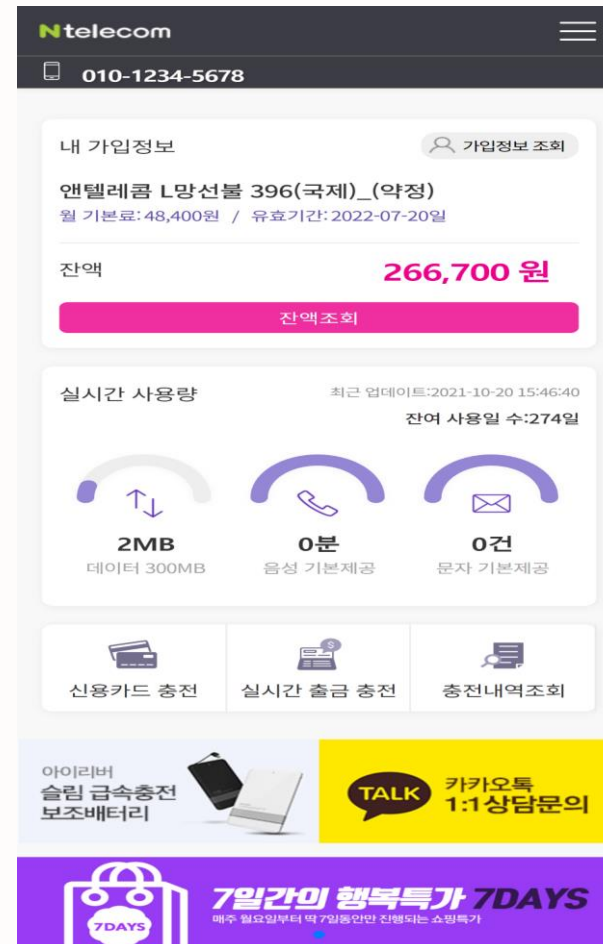 Ntelecom
010-1234-5678
내 가입정보
가입정보 조회
앤텔레콤 L망선불 396(국제)_(약정)
월 기본료: 48,400원 / 유효기간: 2022-07-20일
잔액
266,700 원
잔액조회
실시간 사용량
최근 업데이트:2021-10-20 15:46:40
잔여 사용일 수:274일
2MB
0분
0건
데이터 300MB
음성 기본제공
문자 기본제공
신용카드 충전
실시간 출금 충전
충전내역조회
아이리버
슬림 급속충전
보조배터리
TALK
카카오톡
1:1상담문의
7DAYS
7일간의 행복특가 7DAYS
매주 월요일부터 딱 7일동안만 진행되는 쇼핑특가